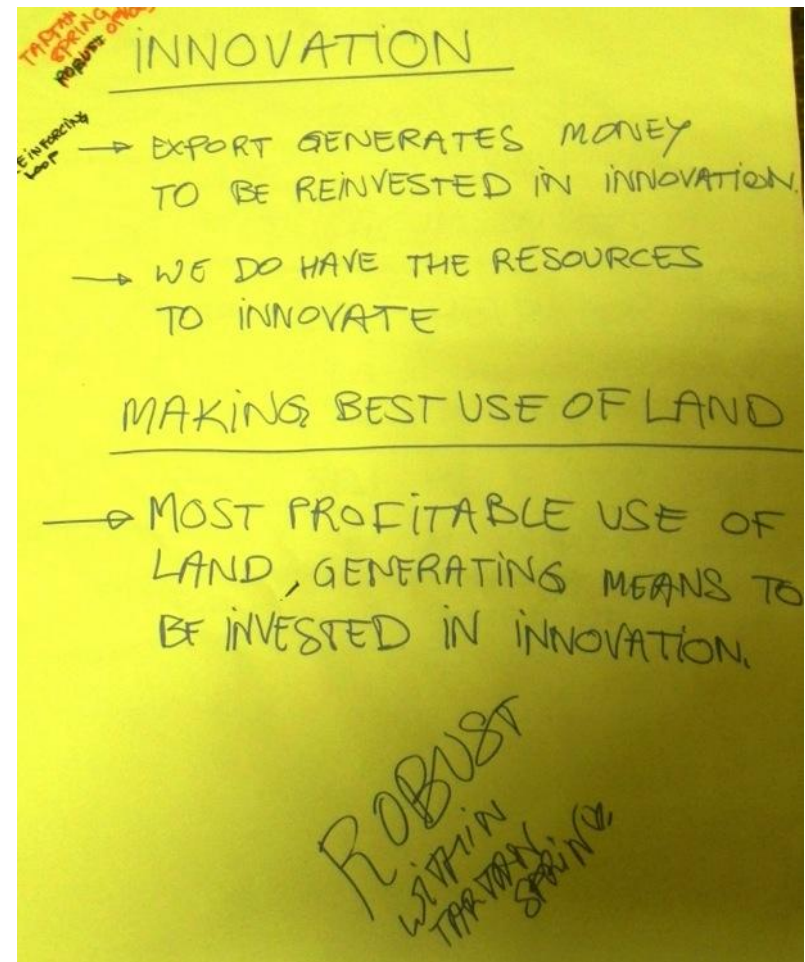 TARTAN
SPRING
ROBUST
INNOVATION
REINFORCING
LOOP
→ EXPORT GENERATES MONEY
TO BE REINVESTED IN INNOVATION.
→ WE DO HAVE THE RESOURCES
TO INNOVATE
MAKING BEST USE OF LAND
→ MOST PROFITABLE USE OF
LAND, GENERATING MEANS TO
BE INVESTED IN INNOVATION.
ROBUST
WITHIN
TARTAN
SPRING